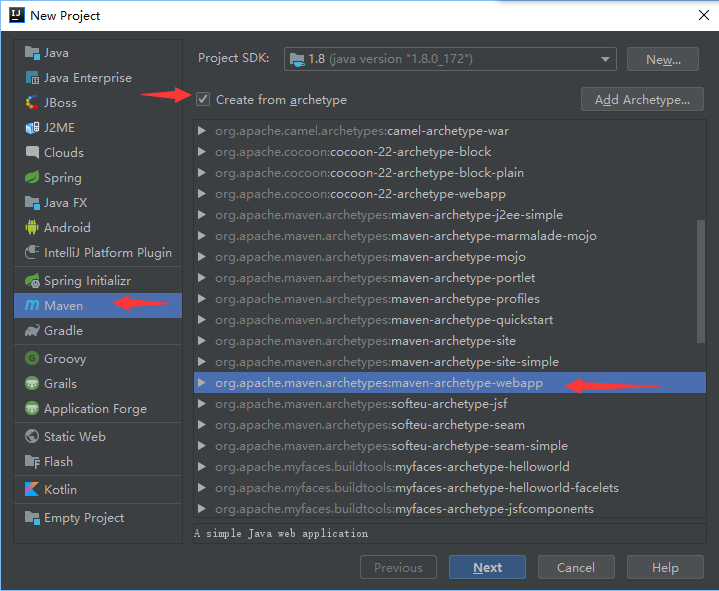 New Project
Java
Java Enterprise
JBoss
J2ME
Clouds
Spring
Java FX
Android
IntelliJ Platform Plugin
Spring Initializr
Maven
Gradle
Groovy
Grails
Application Forge
Static Web
Flash
Kotlin
Empty Project
Project SDK: 1.8 (java version "1.8.0_172") New...
Create from archetype Add Archetype...
org.apache.camel.archetypes:camel-archetype-war
org.apache.cocoon:cocoon-22-archetype-block
org.apache.cocoon:cocoon-22-archetype-block-plain
org.apache.cocoon:cocoon-22-archetype-webapp
org.apache.maven.archetypes:maven-archetype-j2ee-simple
org.apache.maven.archetypes:maven-archetype-marmalade-mojo
org.apache.maven.archetypes:maven-archetype-mojo
org.apache.maven.archetypes:maven-archetype-portlet
org.apache.maven.archetypes:maven-archetype-profiles
org.apache.maven.archetypes:maven-archetype-quickstart
org.apache.maven.archetypes:maven-archetype-site
org.apache.maven.archetypes:maven-archetype-site-simple
org.apache.maven.archetypes:maven-archetype-webapp
org.apache.maven.archetypes:softeu-archetype-jsf
org.apache.maven.archetypes:softeu-archetype-seam
org.apache.maven.archetypes:softeu-archetype-seam-simple
org.apache.myfaces.buildtools:myfaces-archetype-helloworld
org.apache.myfaces.buildtools:myfaces-archetype-helloworld-facelets
org.apache.myfaces.buildtools:myfaces-archetype-jsfcomponents
A simple Java web application
Previous Next Cancel Help